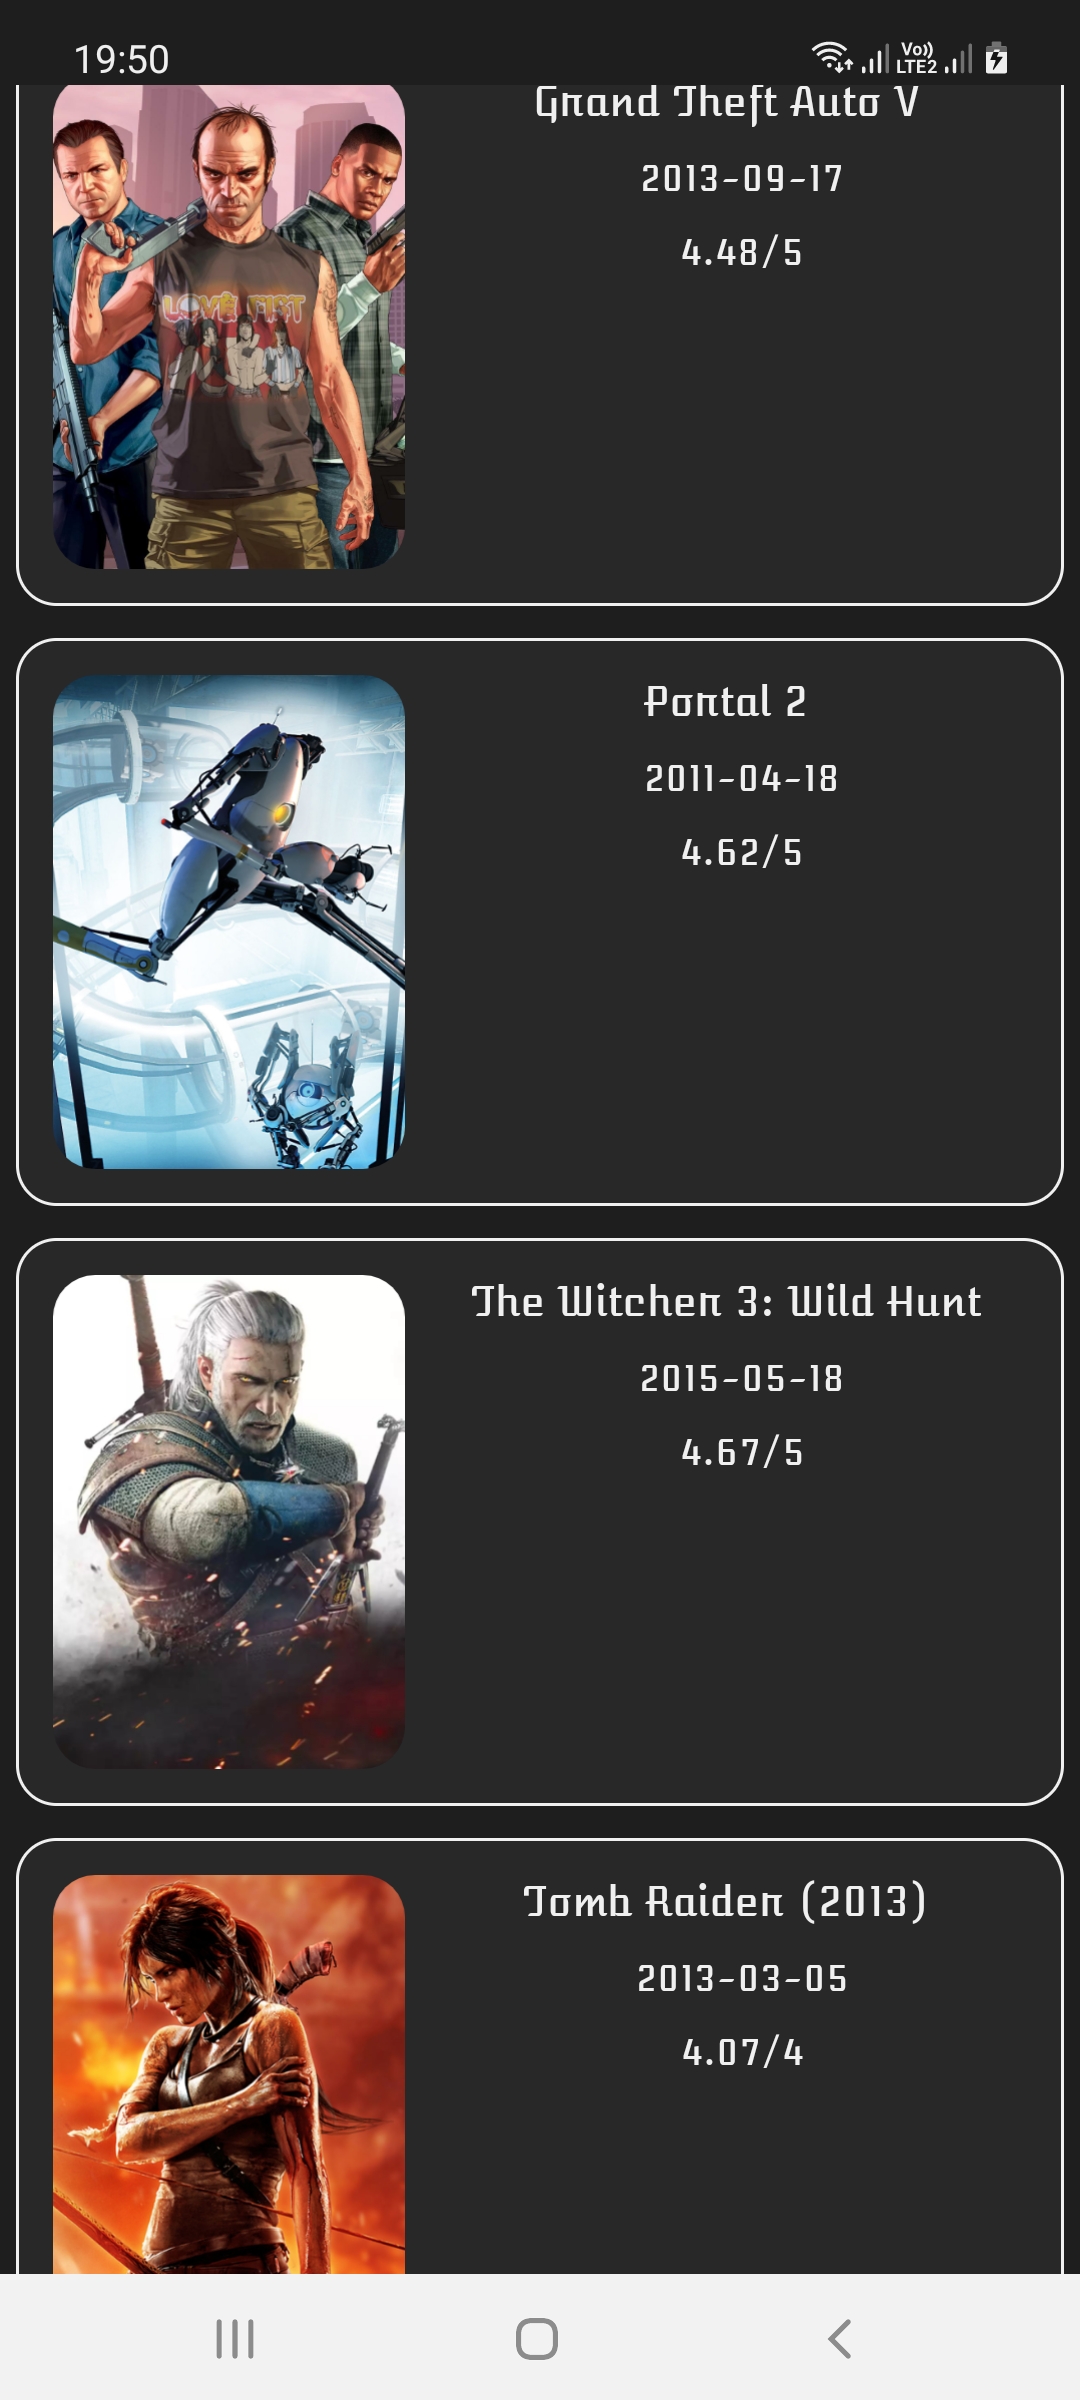 19:50
Vo))
LTE2
Grand Theft Auto V
2013-09-17
4.48/5
LOVE FIST
Portal 2
2011-04-18
4.62/5
The Witcher 3: Wild Hunt
2015-05-18
4.67/5
Tomb Raider (2013)
2013-03-05
4.07/4